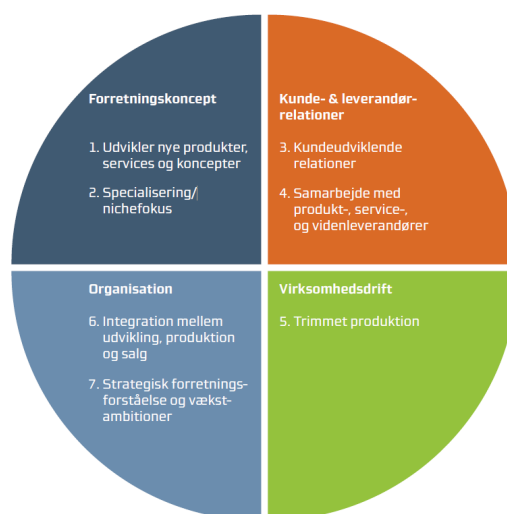 Forretningskoncept
1. Udvikler nye produkter,
services og koncepter
2. Specialisering/
nichefokus
Kunde- & leverandør-
relationer
3. Kundeudviklende
relationer
4. Samarbejde med
produkt-, service-,
og videnleverandører
Organisation
6. Integration mellem
udvikling, produktion
og salg
7. Strategisk forretnings-
forståelse og vækst-
ambitioner
Virksomhedsdrift
5. Trimmet produktion